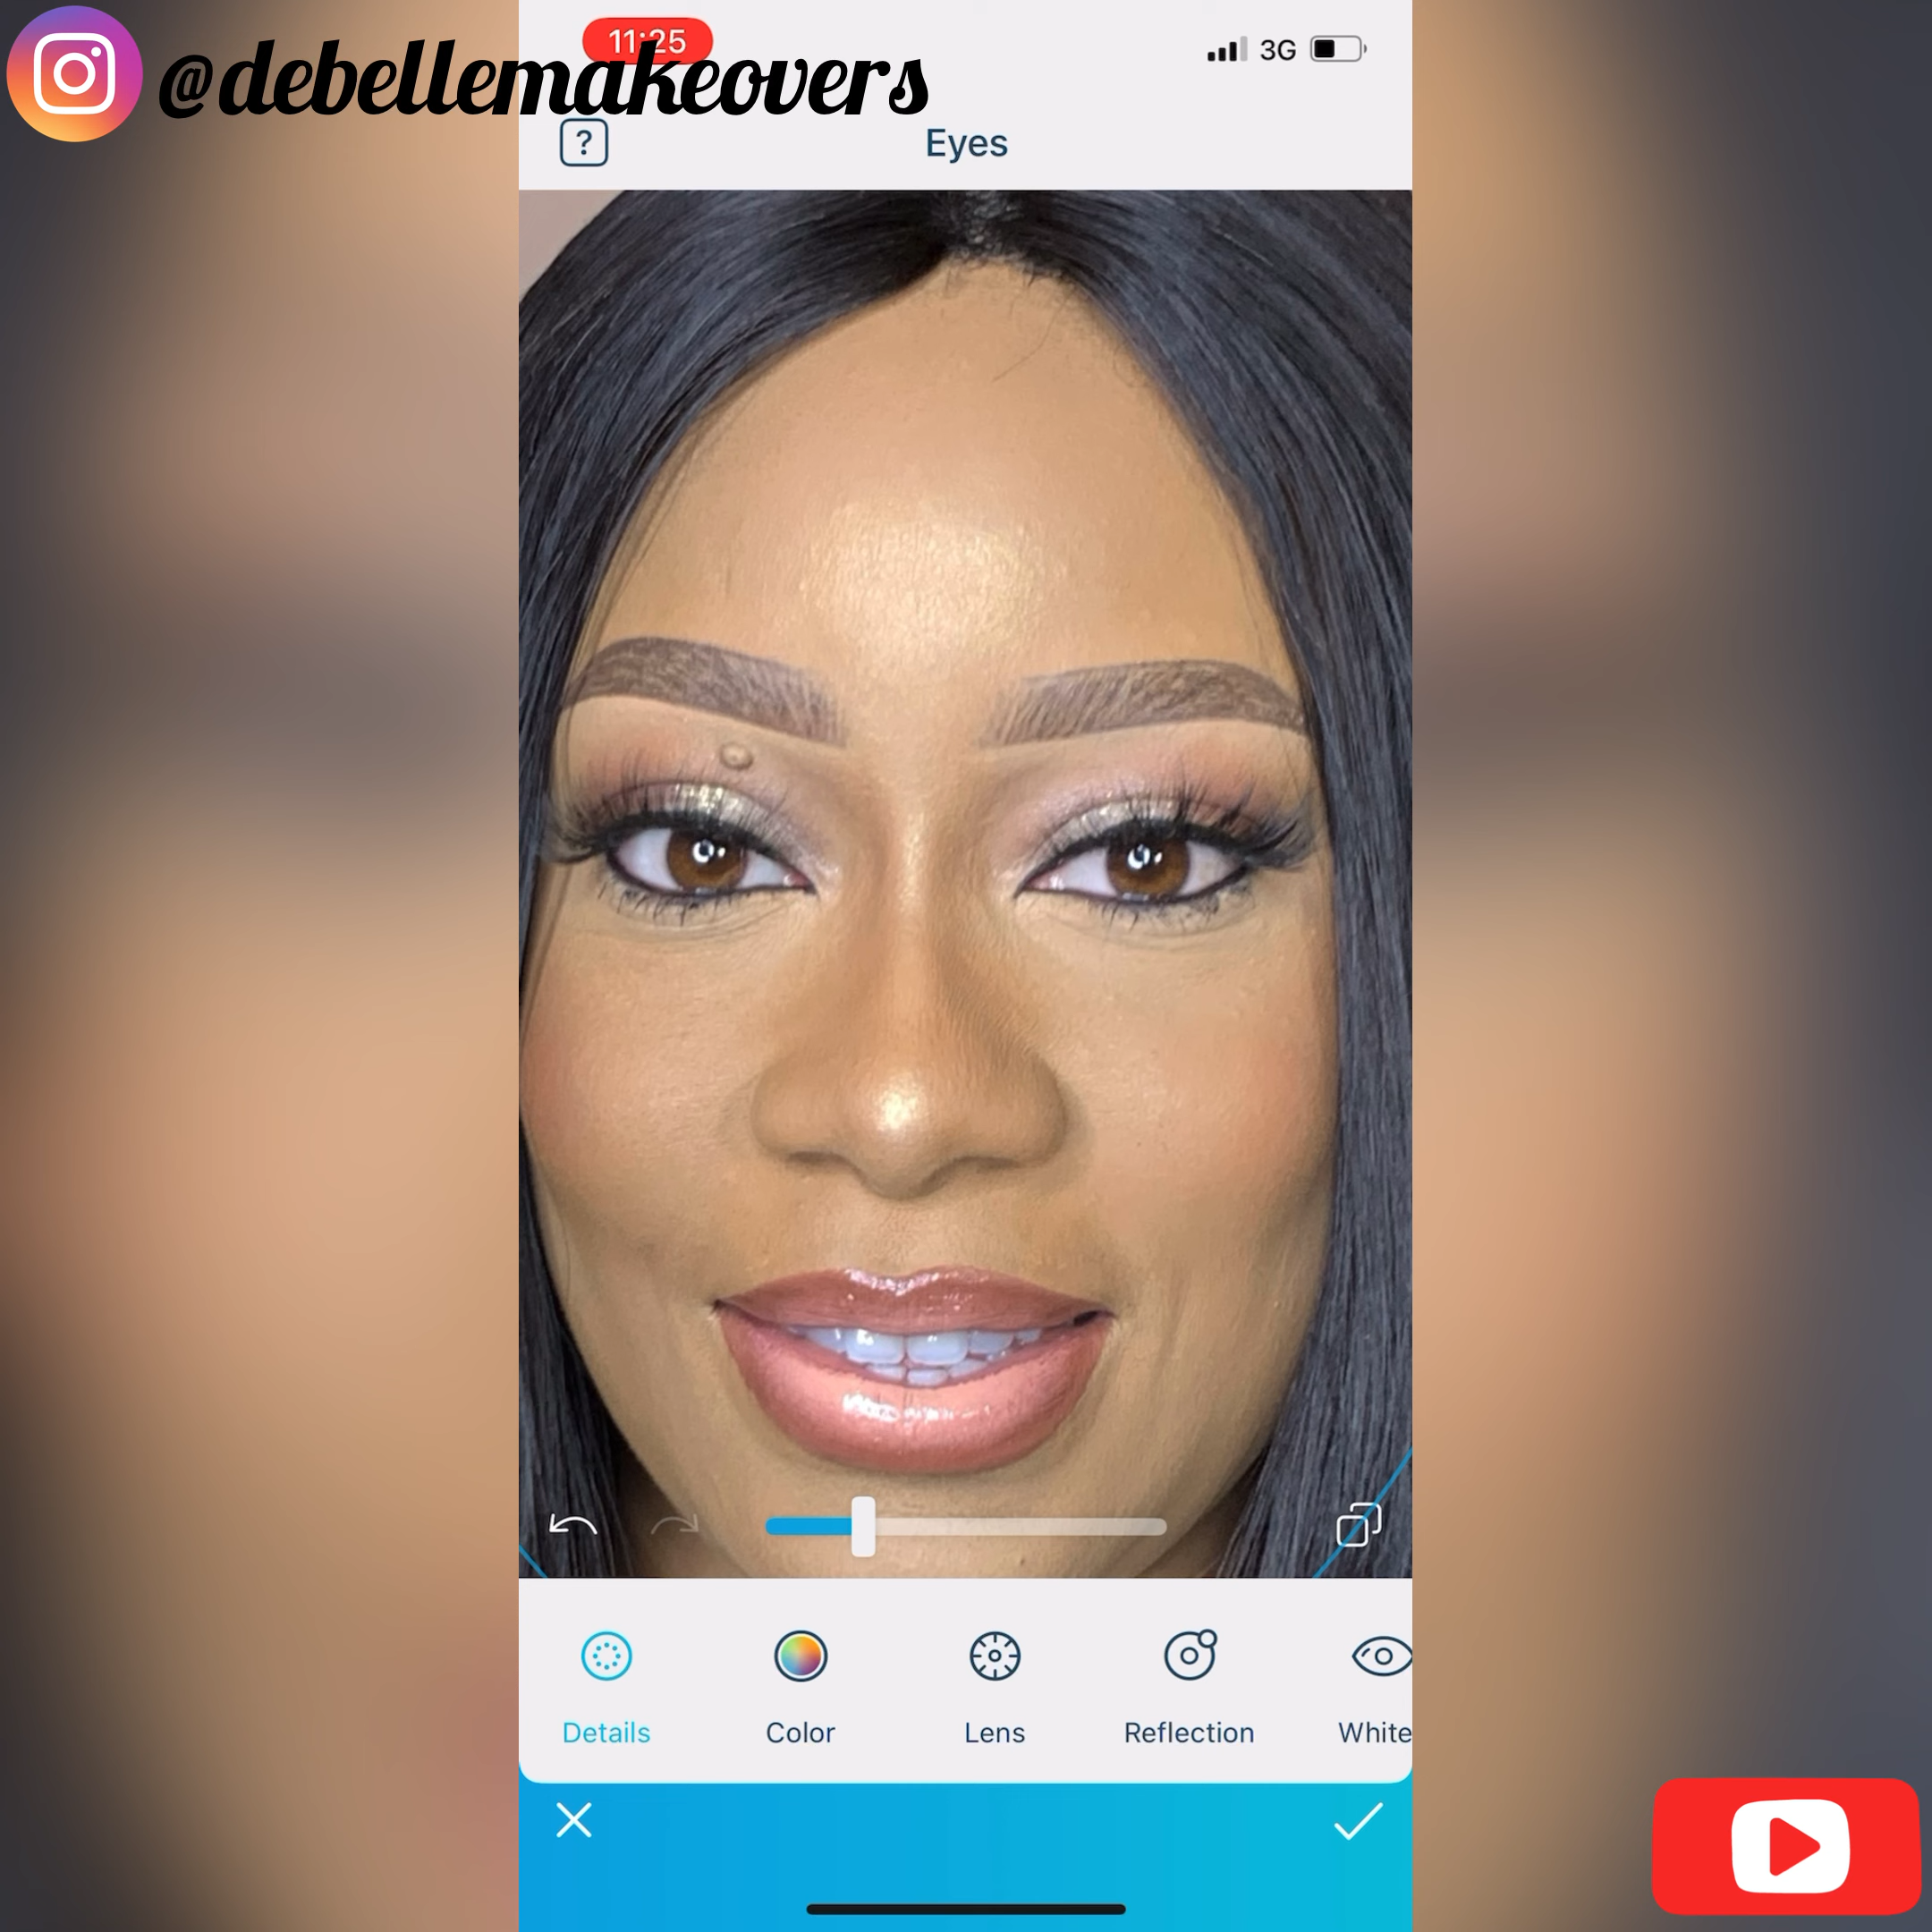 11:25
3G
@debellemakeovers
?
Eyes
Details Color Lens Reflection White